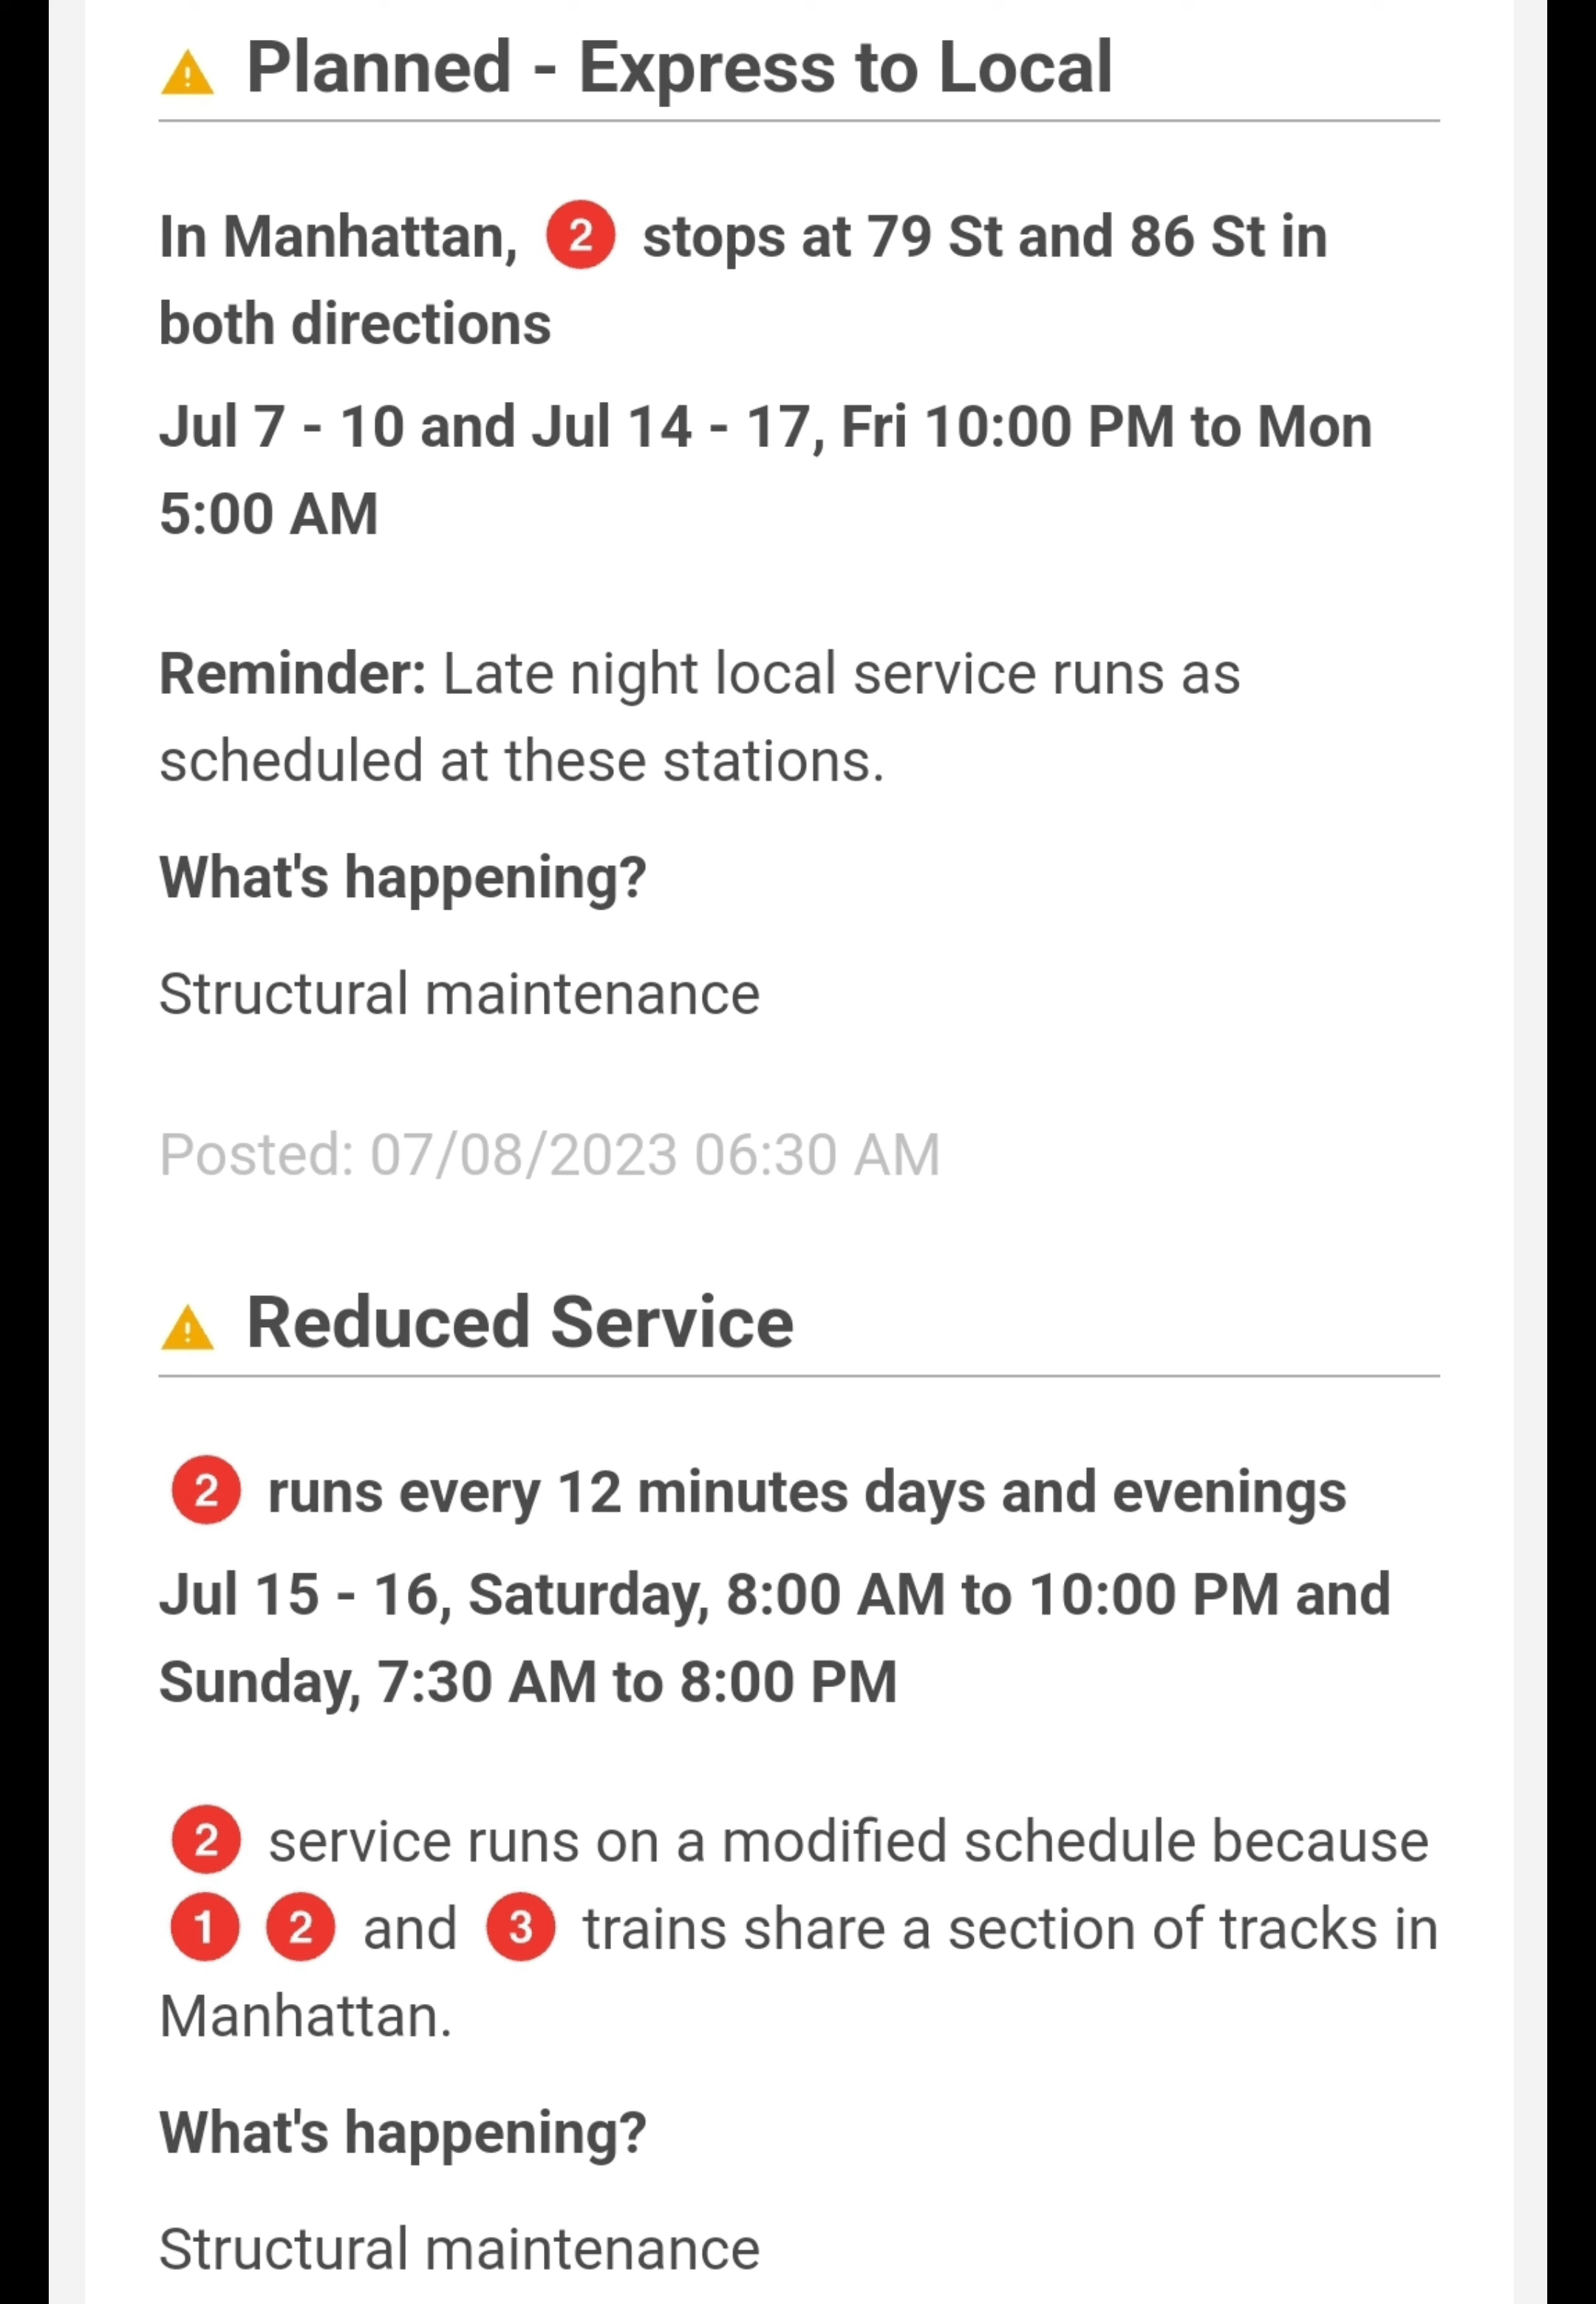 Planned - Express to Local
In Manhattan, 2 stops at 79 St and 86 St in
both directions
Jul 7 - 10 and Jul 14 - 17, Fri 10:00 PM to Mon
5:00 AM
Reminder: Late night local service runs as
scheduled at these stations.
What's happening?
Structural maintenance
Posted: 07/08/2023 06:30 AM
Reduced Service
2 runs every 12 minutes days and evenings
Jul 15 - 16, Saturday, 8:00 AM to 10:00 PM and
Sunday, 7:30 AM to 8:00 PM
2 service runs on a modified schedule because
1 2 and 3 trains share a section of tracks in
Manhattan.
What's happening?
Structural maintenance